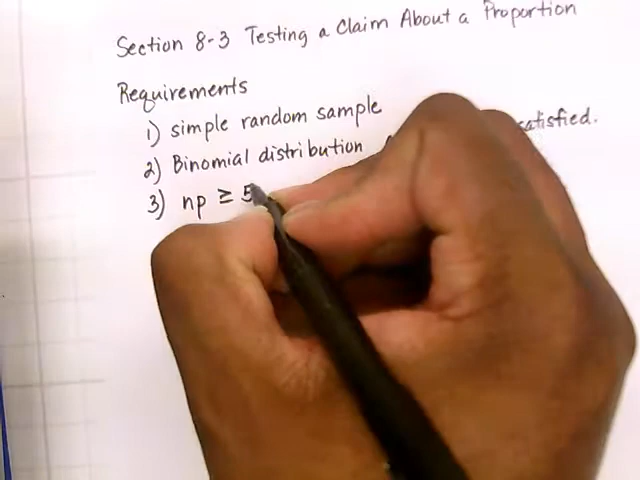 Section 8-3 Testing a Claim About a Proportion
Requirements
1) simple random sample
2) Binomial distribution satisfied.
3) np ≥ 5